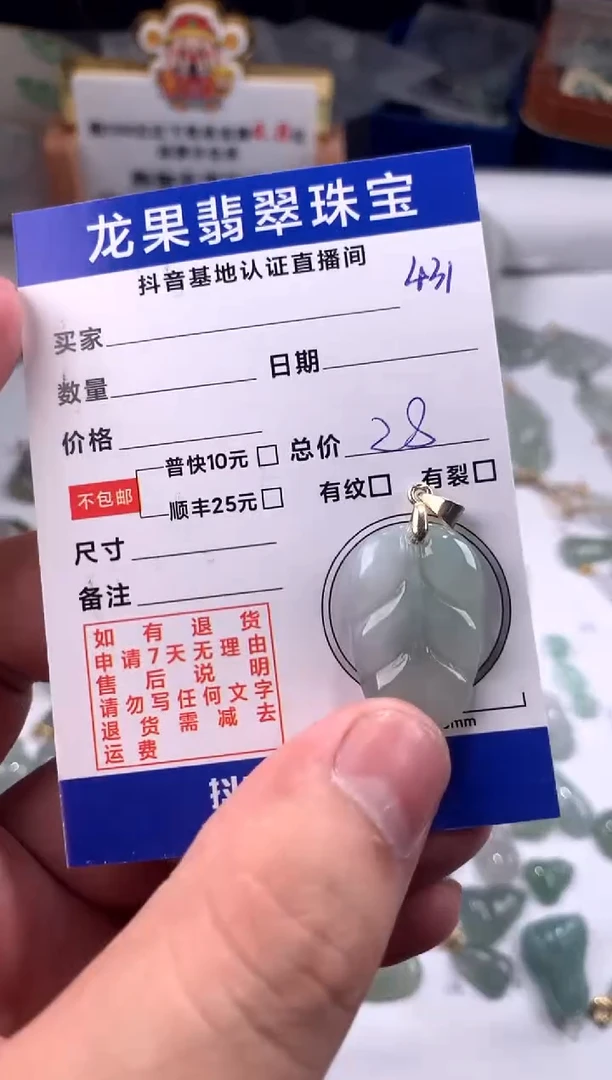 龙果翡翠珠宝
抖音基地认证直播间
431
买家
数量 日期
价格 总价 28
不包邮 普快10元 顺丰25元
有纹 有裂
尺寸
备注
如有退货
申请7天无理由
售后说明
请勿写任何文字
退货需减去
运费
mm